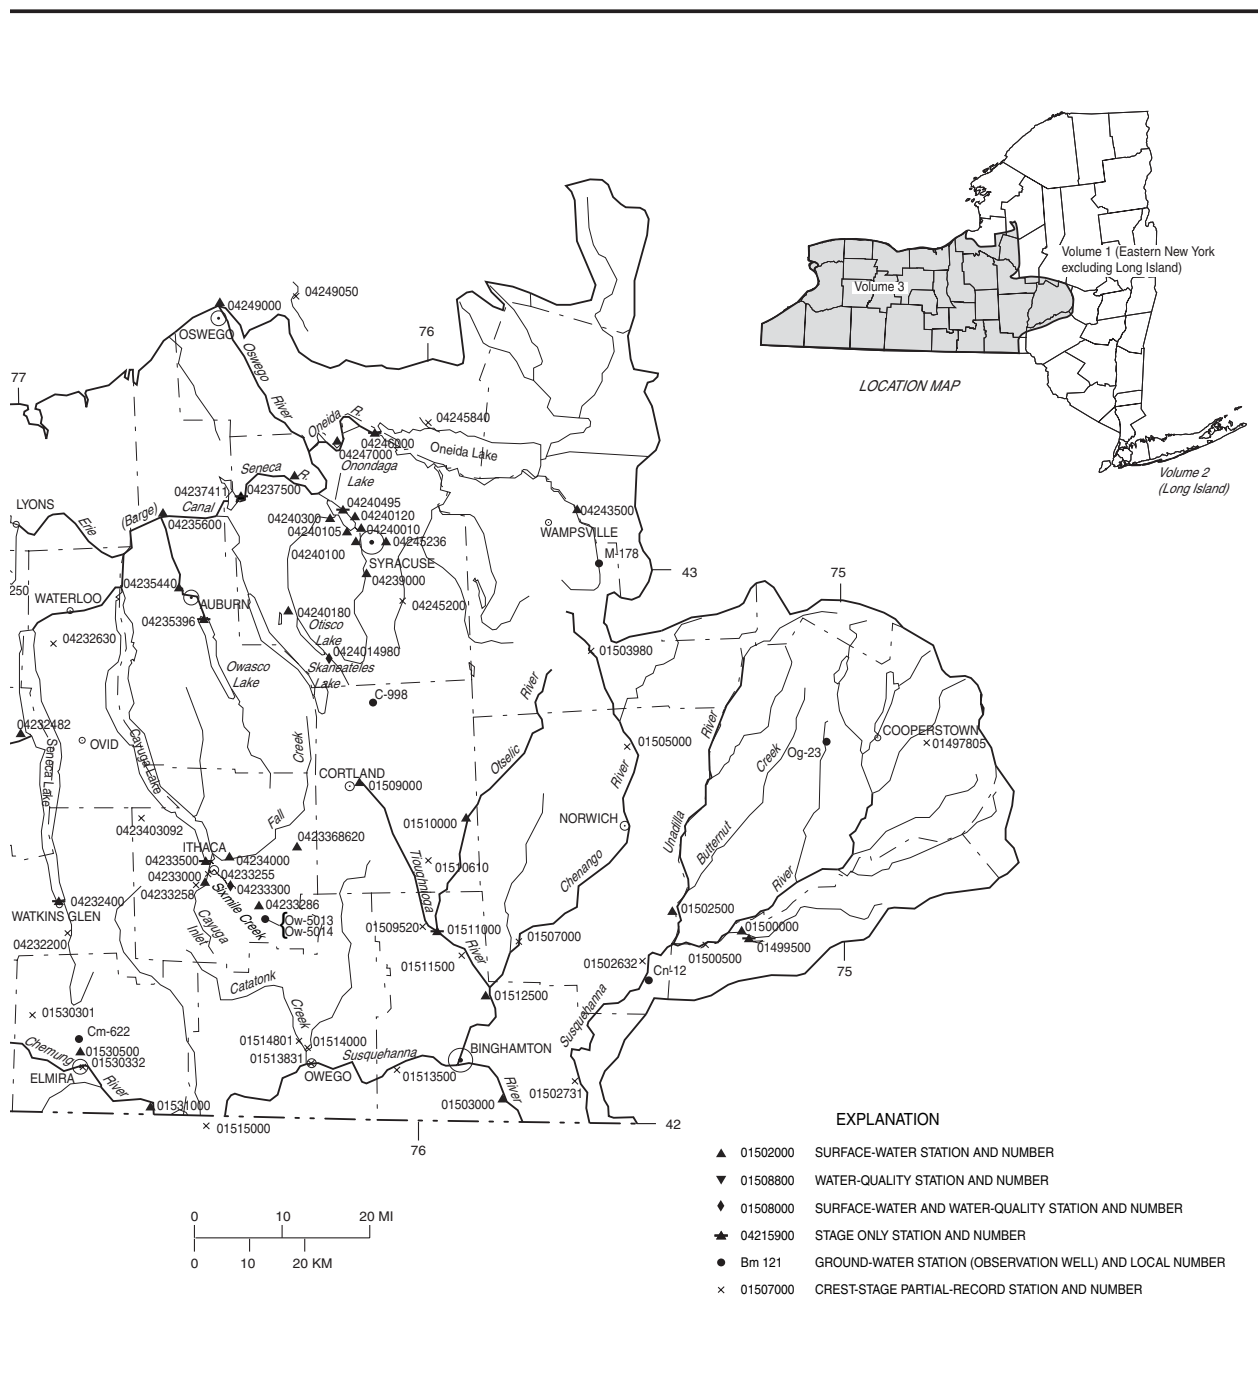 Volume 1 (Eastern New York
excluding Long Island)
Volume 3
LOCATION MAP
Volume 2
(Long Island)
04249050
04249000
OSWEGO
76
77
Oswego
River
Oneida
R.
04245840
04246000
04247000
Oneida Lake
Onondaga
Lake
Seneca
R.
04237411
04237500
LYONS
Erie
(Barge)
Canal
04235600
04240495
04240300
04240120
04240105
04240010
04240100
04245236
SYRACUSE
04239000
04243500
WAMPSVILLE
M-178
43
75
250
WATERLOO
04235440
AUBURN
04235396
04240180
04245200
Otisco
Lake
04232630
4024014980
Skaneateles
Lake
Owasco
Lake
C-998
01503980
River
04232482
OVID
Seneca Lake
Cayuga Lake
Creek
Otselic
01505000
River
River
Creek
Og-23
COOPERSTOWN
01497805
CORTLAND
01509000
0423403092
Fall
0423368620
01510000
NORWICH
Unadilla
Butternut
ITHACA
04233500
04234000
04233000
04233255
04233300
04233258
04233286
Sixmile Creek
Cayuga
Inlet
Ow-5013
Ow-5014
Tioughnioga
01510610
Chenango
River
04232400
WATKINS GLEN
04232200
01509520
01511000
River
01507000
01511500
01502500
01500000
01499500
01500500
01502632
Cn-12
75
Catatonk
Creek
01512500
Susquehanna
01530301
Cm-622
Chemung
01530500
01530332
ELMIRA
River
01514801
01514000
01513831
OWEGO
Susquehanna
BINGHAMTON
01513500
River
01503000
01502731
01531000
01515000
76
42
EXPLANATION
01502000 SURFACE-WATER STATION AND NUMBER
01508800 WATER-QUALITY STATION AND NUMBER
01508000 SURFACE-WATER AND WATER-QUALITY STATION AND NUMBER
04215900 STAGE ONLY STATION AND NUMBER
Bm 121 GROUND-WATER STATION (OBSERVATION WELL) AND LOCAL NUMBER
01507000 CREST-STAGE PARTIAL-RECORD STATION AND NUMBER
0 10 20 MI
0 10 20 KM